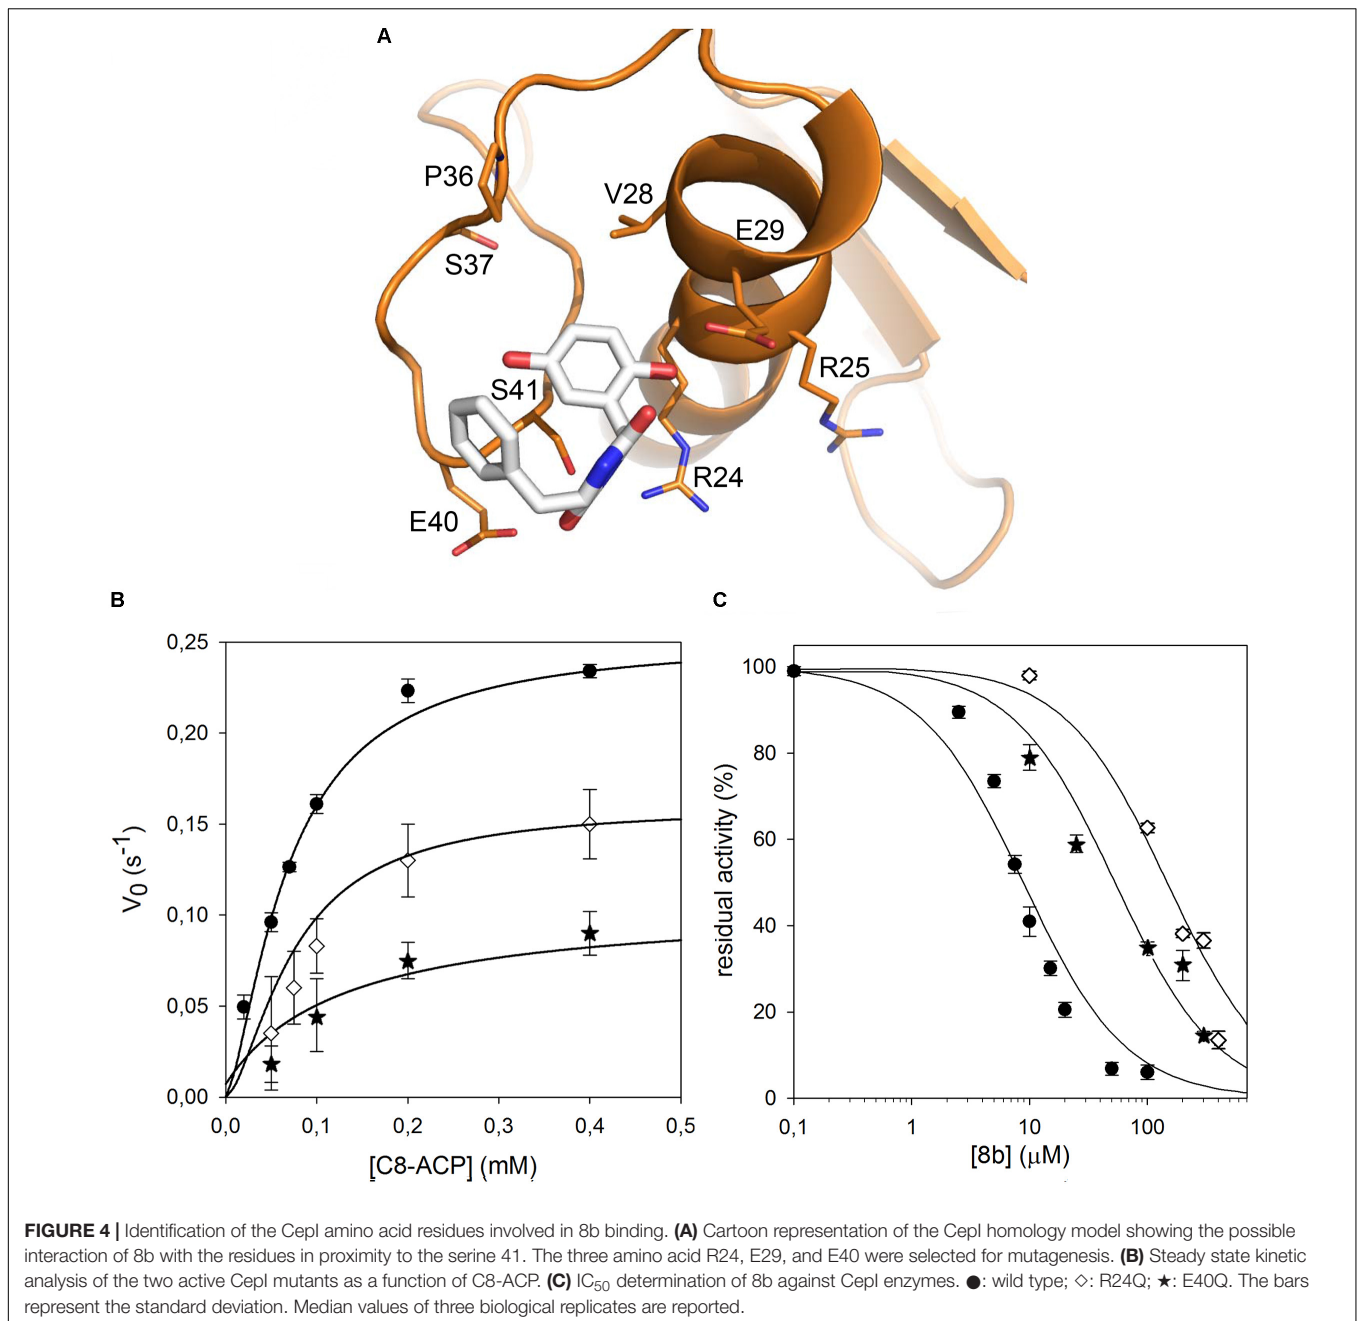 A
P36
V28
E29
S37
R25
S41
R24
E40
B
C
0,25
0,20
0,15
0,10
0,05
0,00
V0 (s-1)
0,0 0,1 0,2 0,3 0,4 0,5
[C8-ACP] (mM)
100
80
60
40
20
0
residual activity (%)
0,1 1 10 100
[8b] (μM)
FIGURE 4 | Identification of the CepI amino acid residues involved in 8b binding. (A) Cartoon representation of the CepI homology model showing the possible
interaction of 8b with the residues in proximity to the serine 41. The three amino acid R24, E29, and E40 were selected for mutagenesis. (B) Steady state kinetic
analysis of the two active CepI mutants as a function of C8-ACP. (C) IC50 determination of 8b against CepI enzymes. ●: wild type; ◇: R24Q; ★: E40Q. The bars
represent the standard deviation. Median values of three biological replicates are reported.